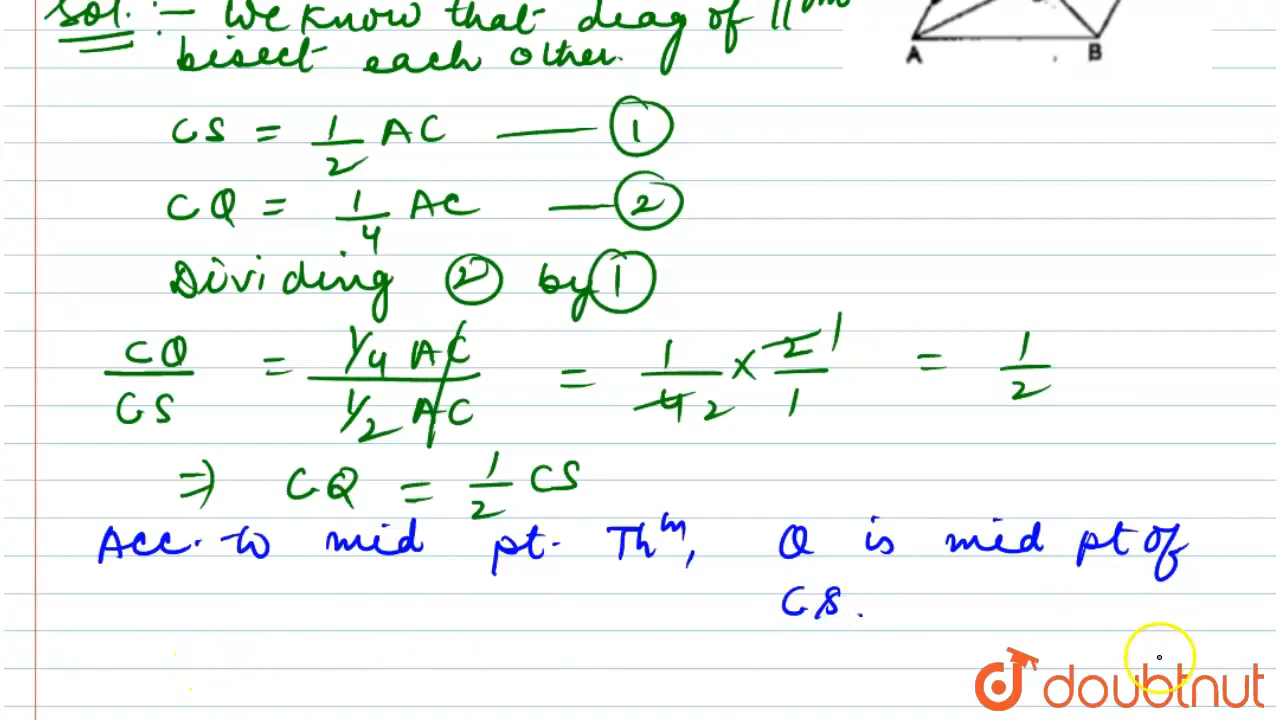 Sol. :- We know that diag of ||gm
A B
bisect each other.
CS = 1/2 AC — ①
CQ = 1/4 AC — ②
Dividing ② by ①
CQ/CS = (1/4 AC)/(1/2 AC) = 1/4 2 × 2 1/1 = 1/2
⇒ CQ = 1/2 CS
Acc. to mid pt. Thm, Q is mid pt of
CS.
doubtnut